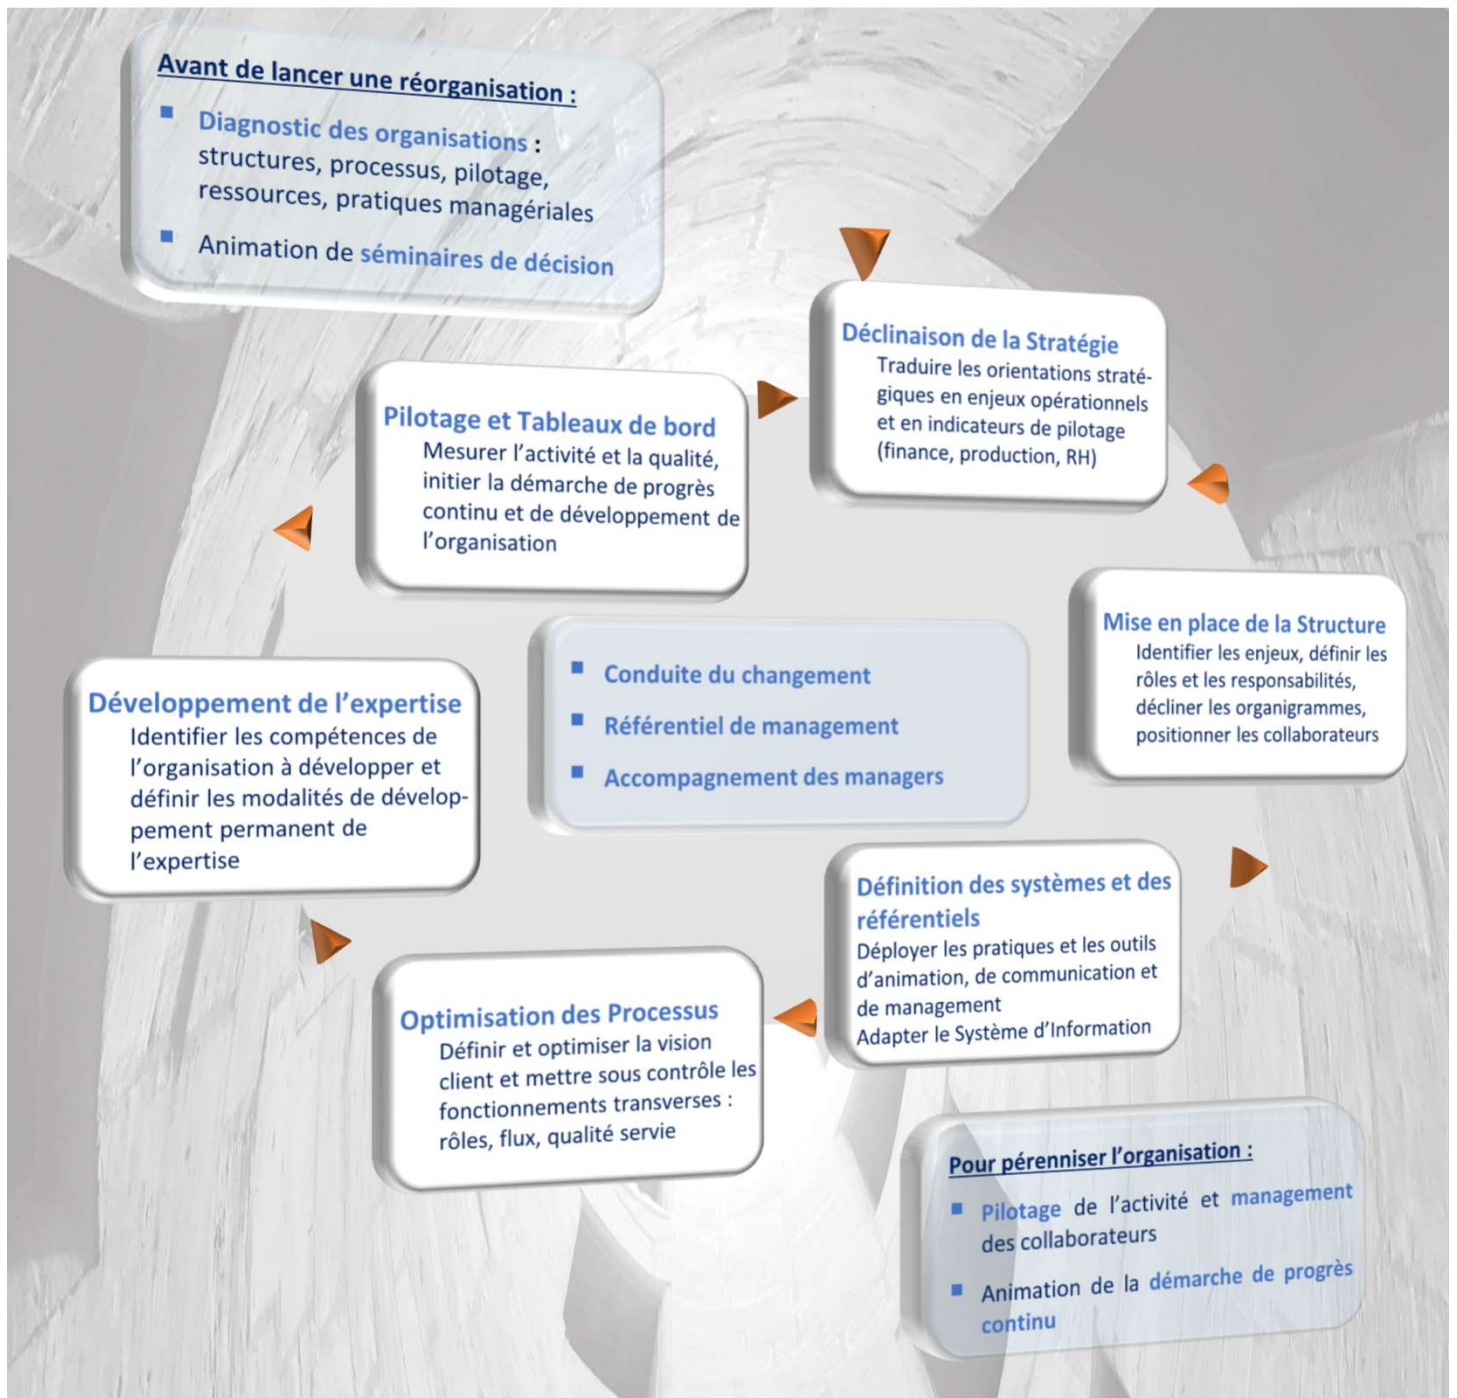 Avant de lancer une réorganisation :
▪ Diagnostic des organisations :
structures, processus, pilotage,
ressources, pratiques managériales
▪ Animation de séminaires de décision
Déclinaison de la Stratégie
Traduire les orientations straté-
giques en enjeux opérationnels
et en indicateurs de pilotage
(finance, production, RH)
Pilotage et Tableaux de bord
Mesurer l’activité et la qualité,
initier la démarche de progrès
continu et de développement de
l’organisation
Mise en place de la Structure
Identifier les enjeux, définir les
rôles et les responsabilités,
décliner les organigrammes,
positionner les collaborateurs
▪ Conduite du changement
▪ Référentiel de management
▪ Accompagnement des managers
Développement de l’expertise
Identifier les compétences de
l’organisation à développer et
définir les modalités de dévelop-
pement permanent de
l’expertise
Définition des systèmes et des
référentiels
Déployer les pratiques et les outils
d’animation, de communication et
de management
Adapter le Système d’Information
Optimisation des Processus
Définir et optimiser la vision
client et mettre sous contrôle les
fonctionnements transverses :
rôles, flux, qualité servie
Pour pérenniser l’organisation :
▪ Pilotage de l’activité et management
des collaborateurs
▪ Animation de la démarche de progrès
continu